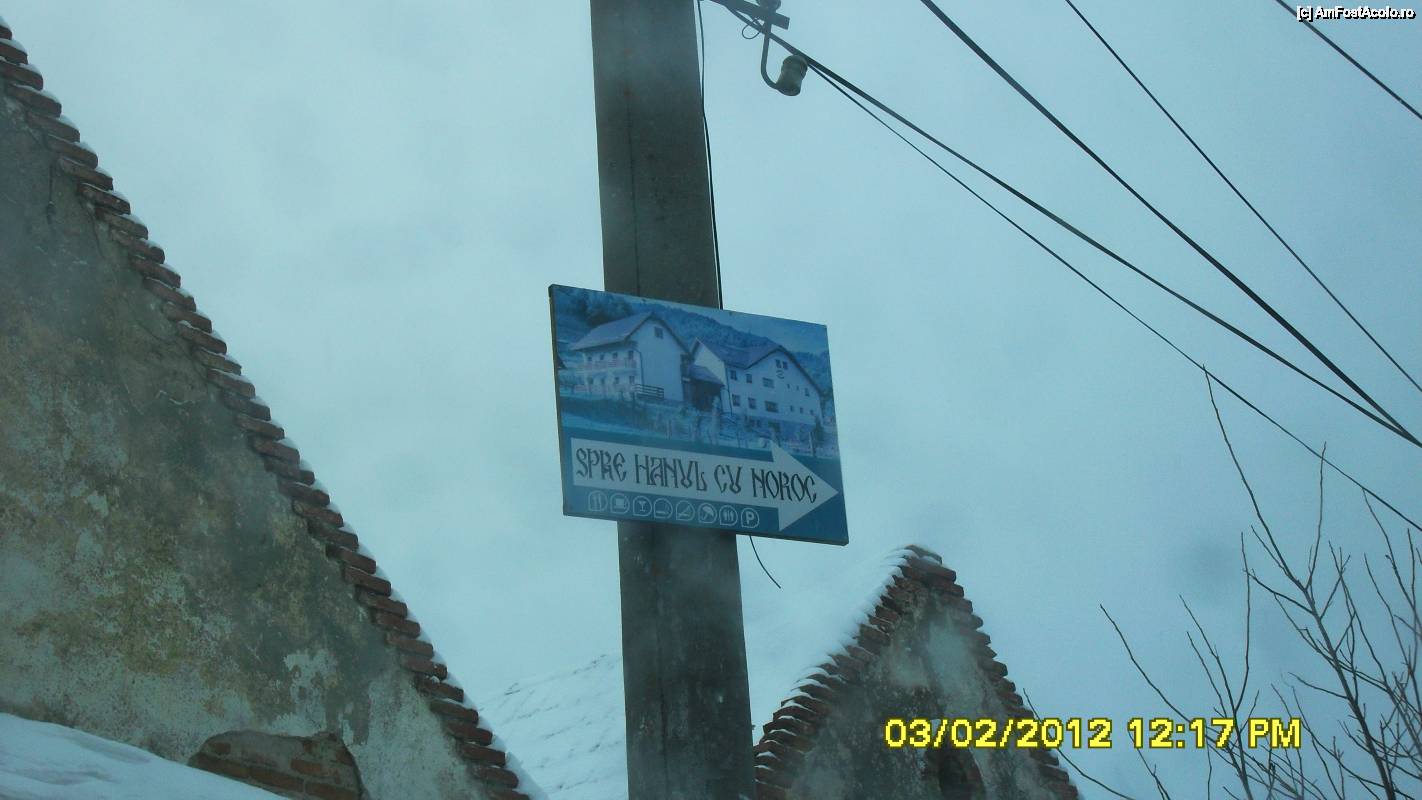 [c] AmFostAcolo.ro
SPRE HANUL CU NOROC
P
03/02/2012 12:17 PM